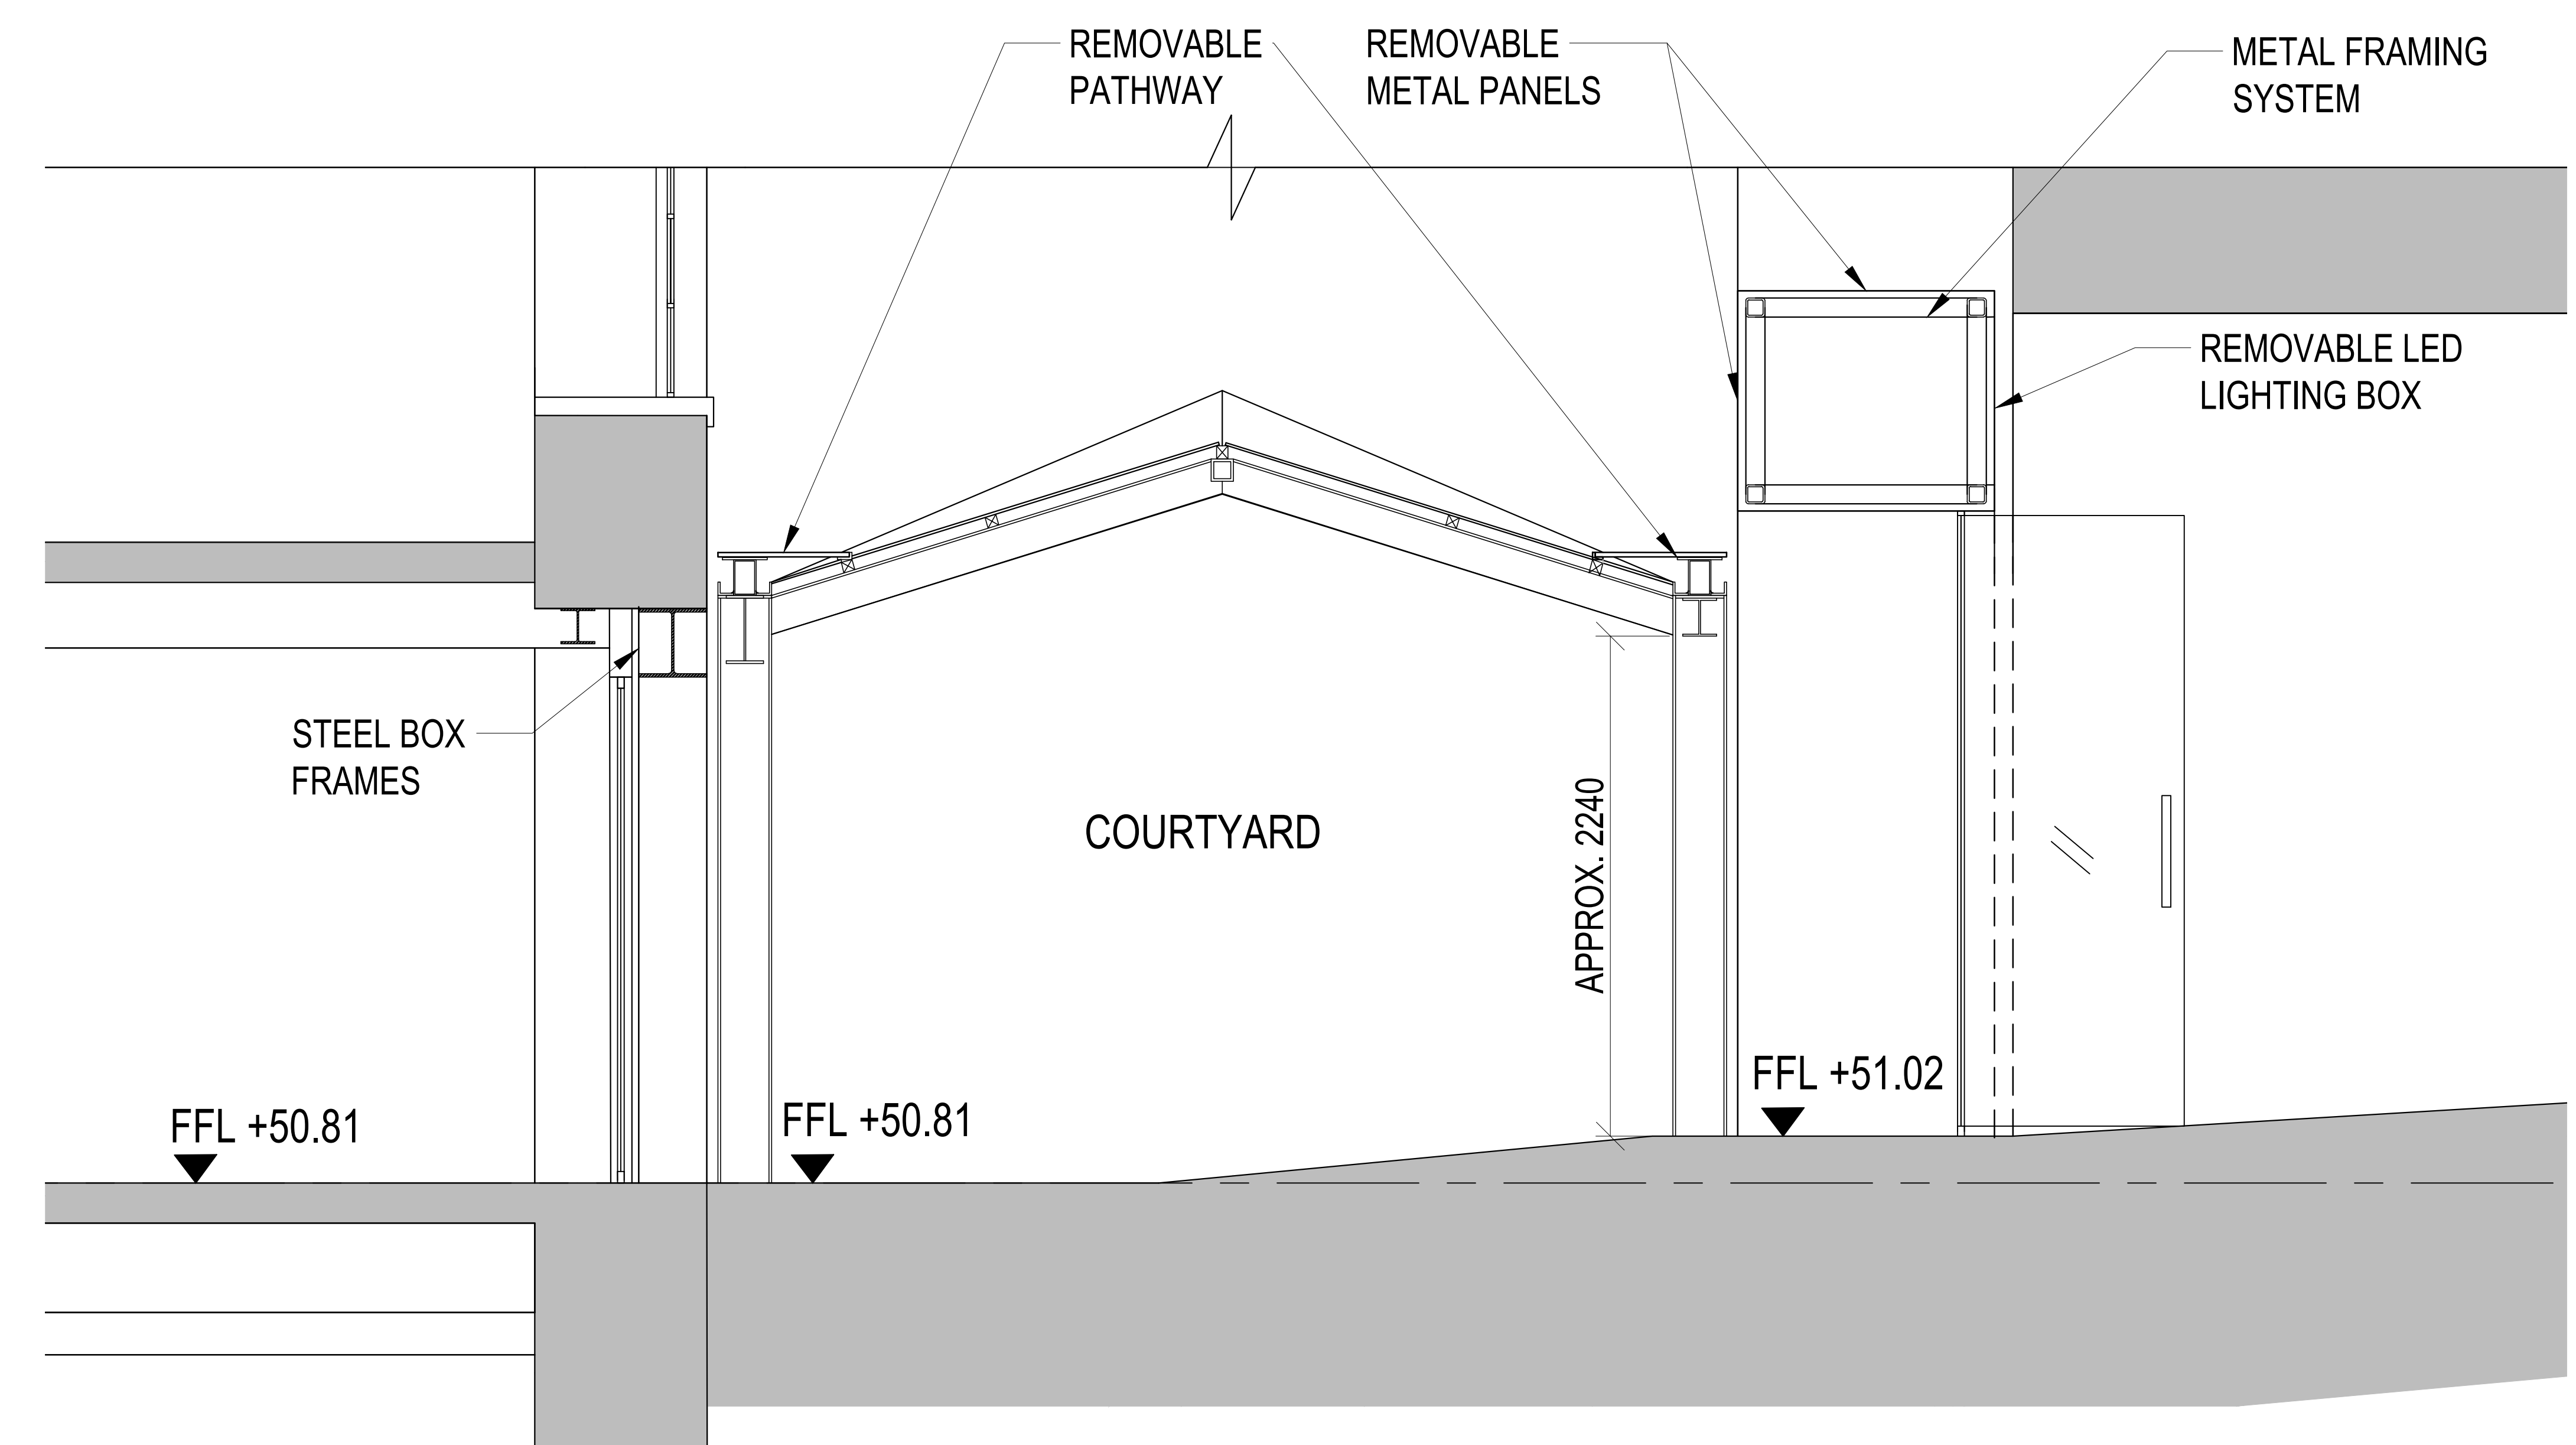 REMOVABLE
PATHWAY
REMOVABLE
METAL PANELS
METAL FRAMING
SYSTEM
REMOVABLE LED
LIGHTING BOX
STEEL BOX
FRAMES
COURTYARD
APPROX. 2240
FFL +51.02
FFL +50.81
FFL +50.81